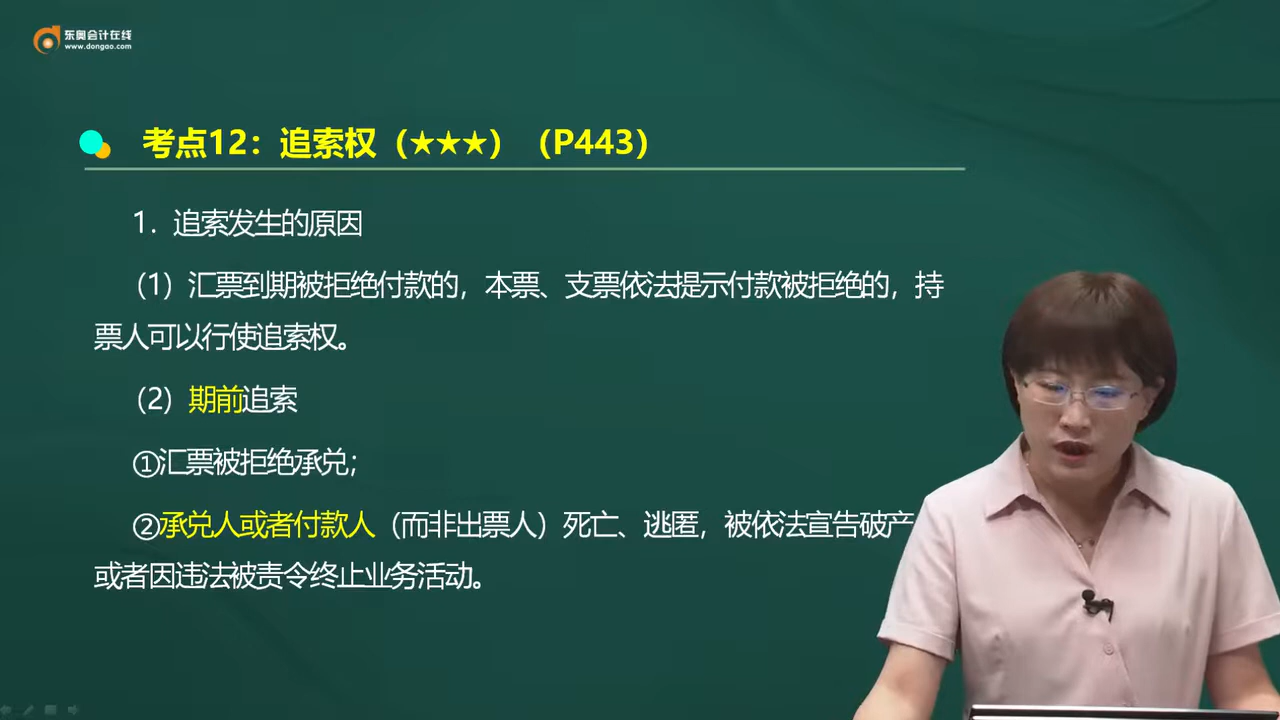 东奥会计在线
www.dongao.com
考点12：追索权（★★★）（P443）
1．追索发生的原因
（1）汇票到期被拒绝付款的，本票、支票依法提示付款被拒绝的，持
票人可以行使追索权。
（2）期前追索
①汇票被拒绝承兑；
②承兑人或者付款人（而非出票人）死亡、逃匿，被依法宣告破产
或者因违法被责令终止业务活动。